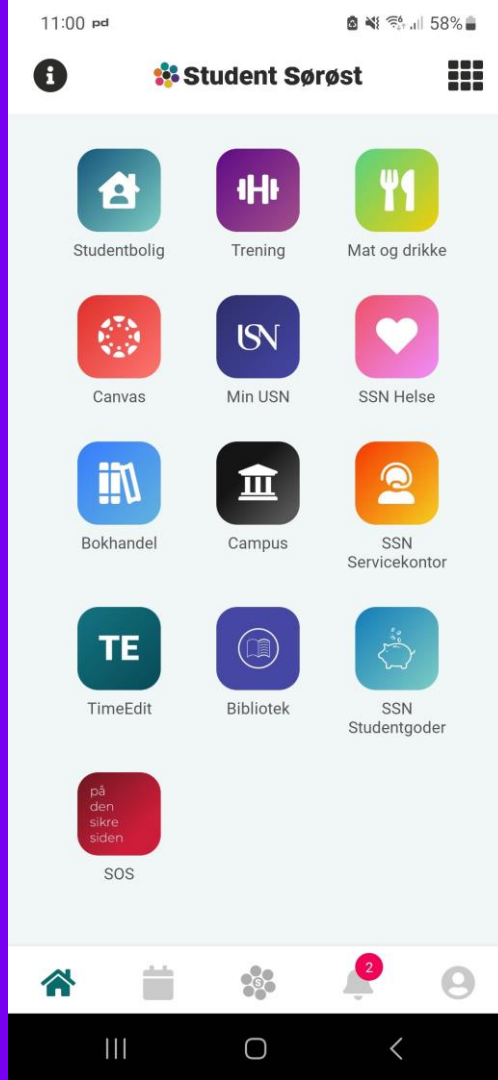 11:00 pd 58%
Student Sørøst
Studentbolig Trening Mat og drikke
USN
Canvas Min USN SSN Helse
Bokhandel Campus SSN
Servicekontor
TE
TimeEdit Bibliotek SSN
Studentgoder
på
den
sikre
siden
SOS
2